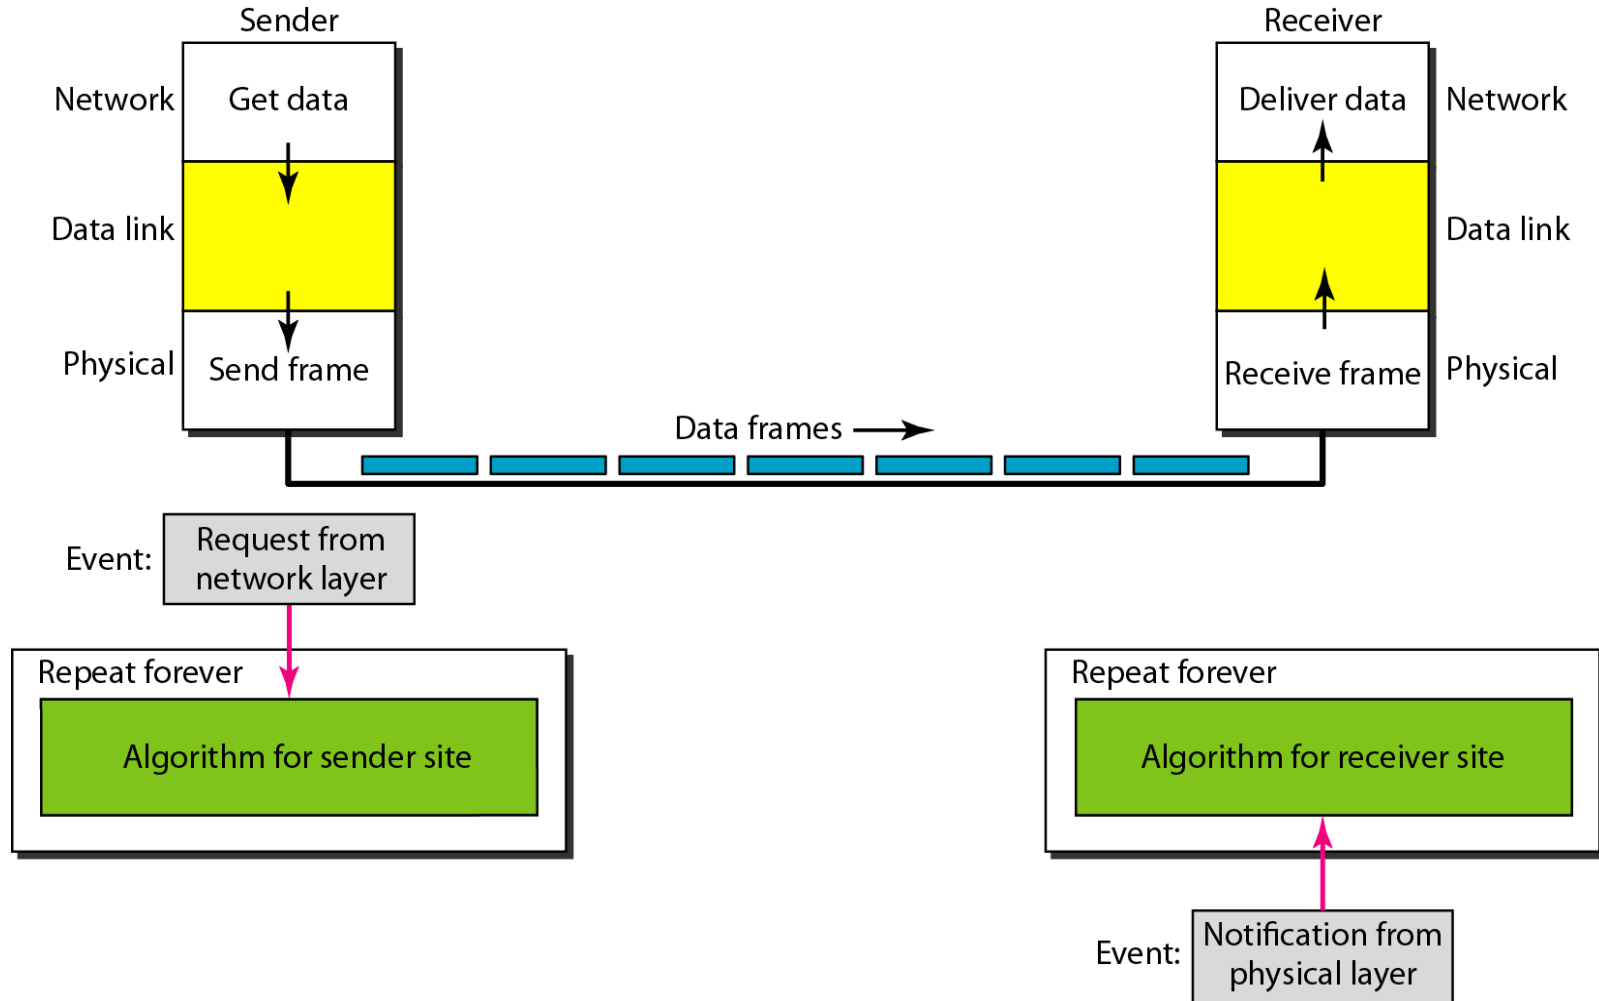 Sender
Receiver
Network
Get data
Deliver data
Network
Data link
Data link
Physical
Send frame
Receive frame
Physical
Data frames
Event:
Request from
network layer
Repeat forever
Algorithm for sender site
Repeat forever
Algorithm for receiver site
Event:
Notification from
physical layer